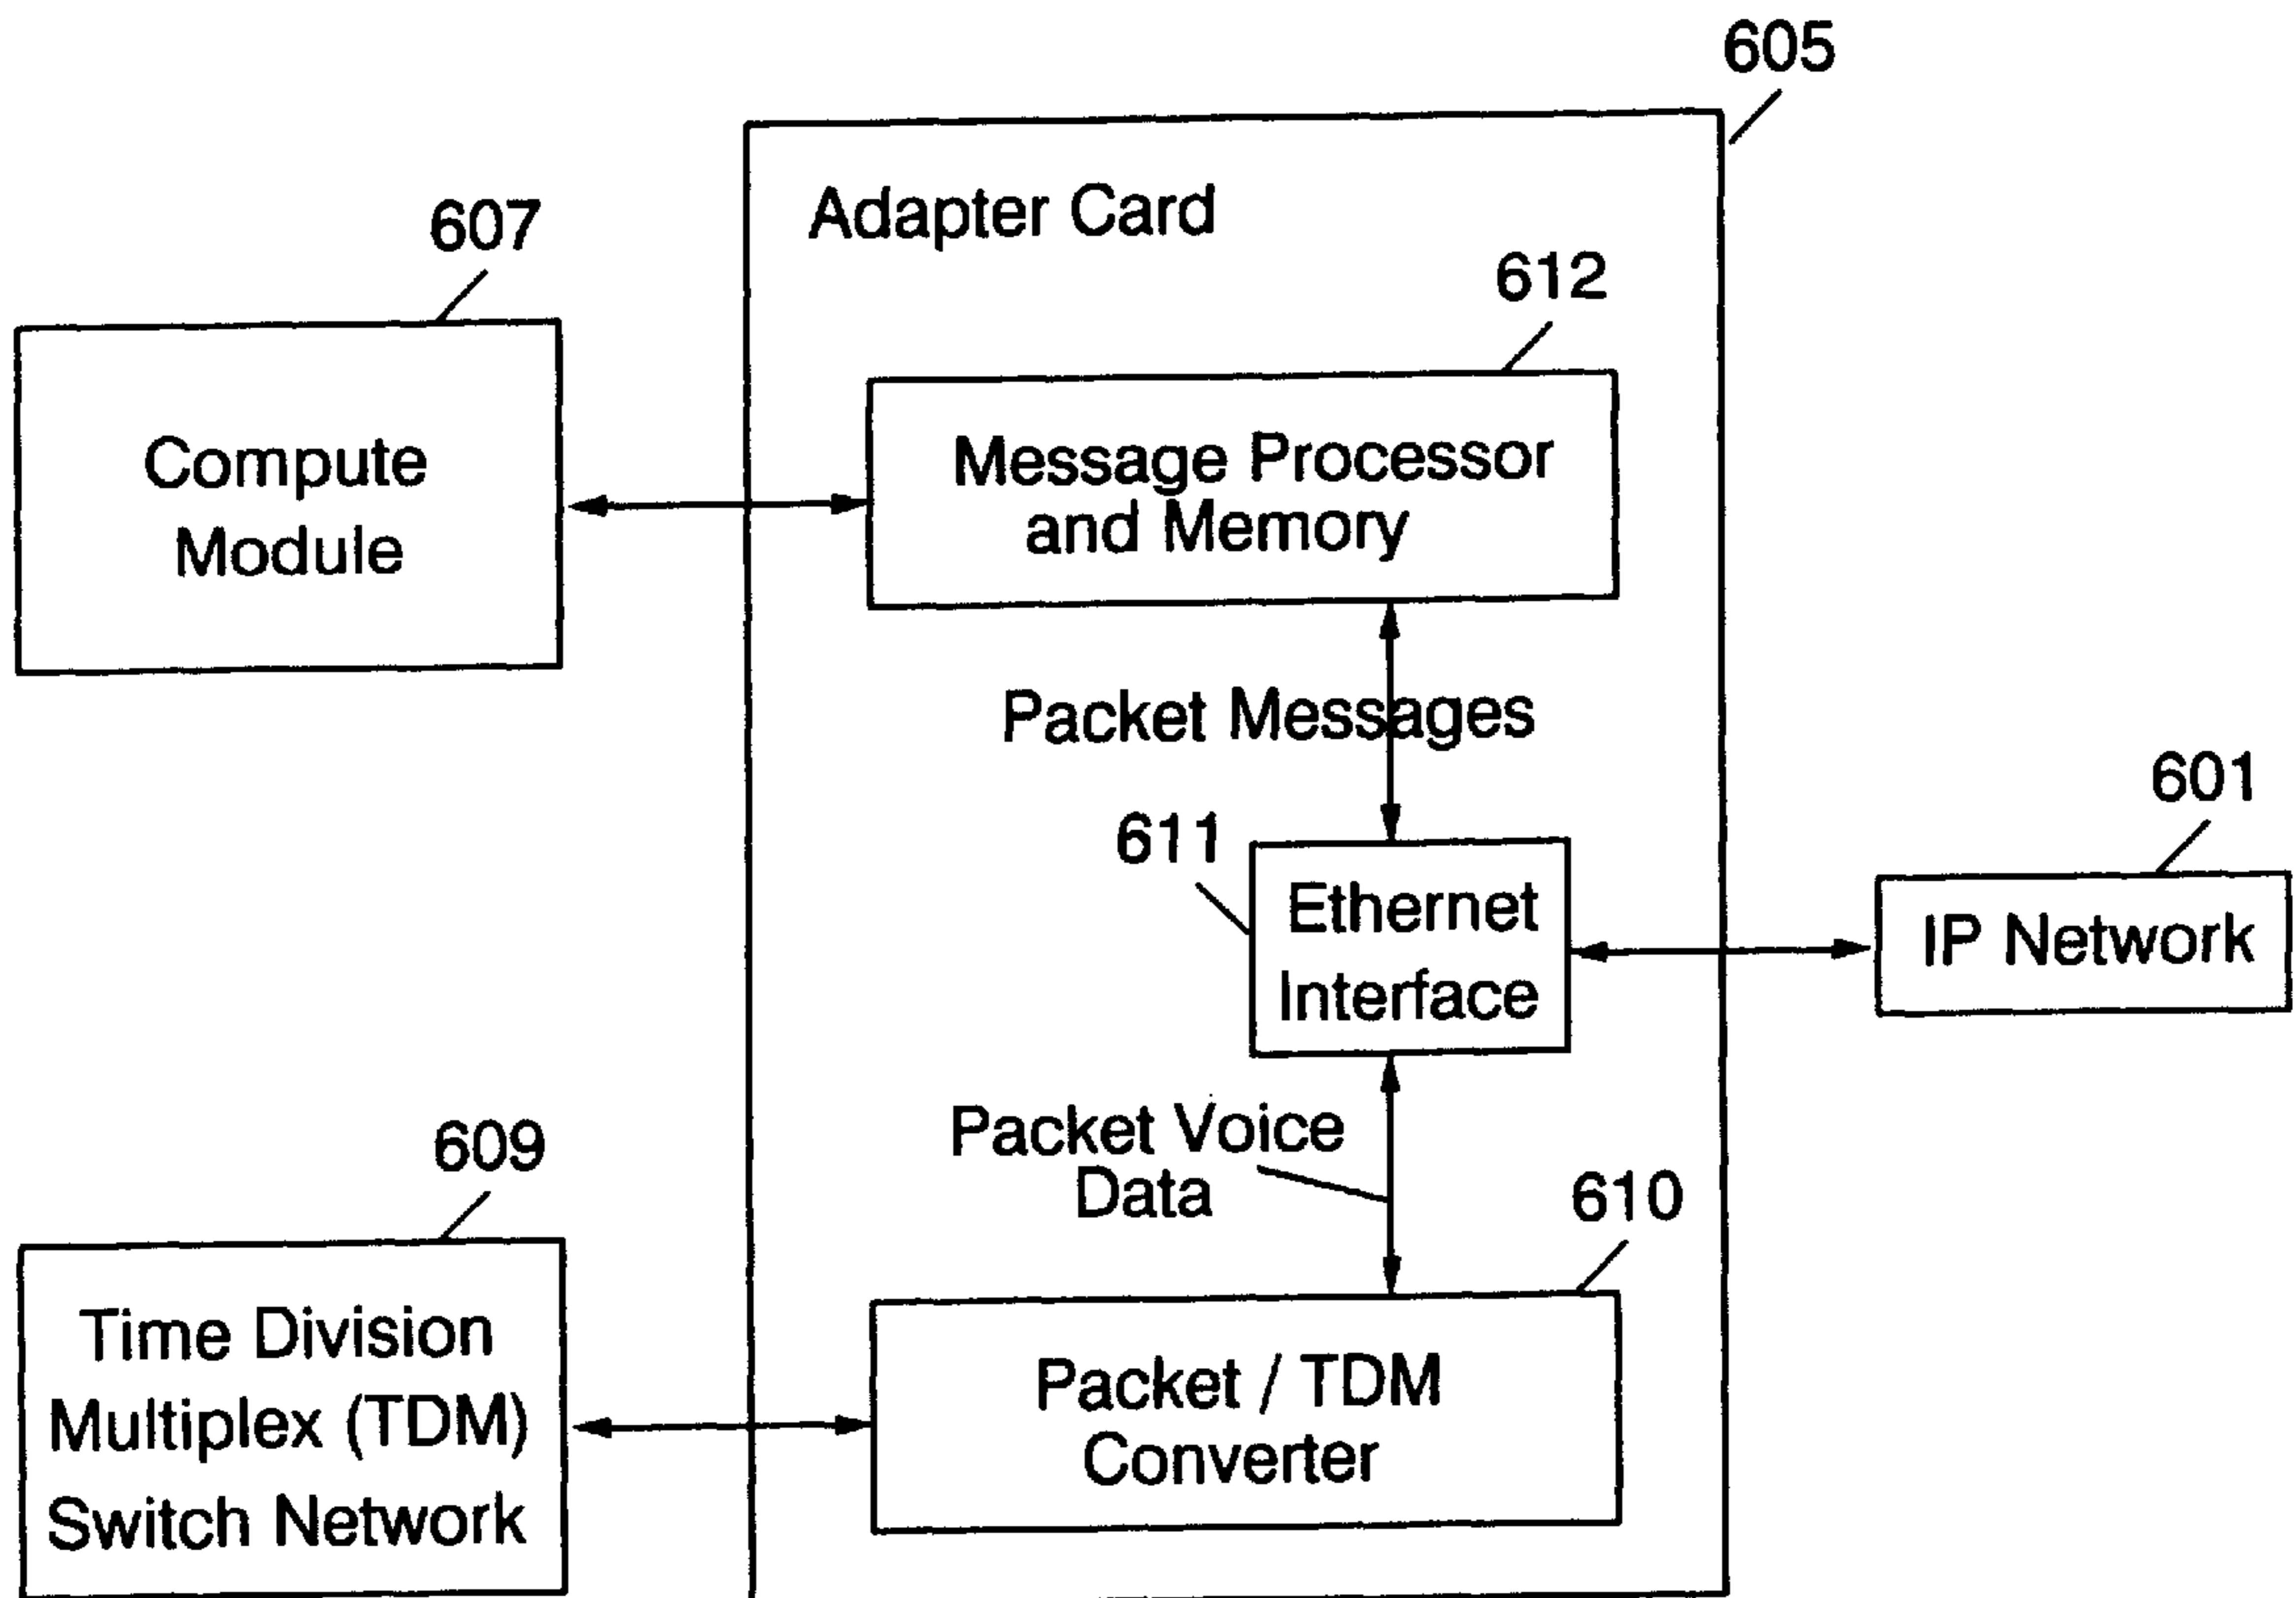 605
Adapter Card
607
612
Compute
Module
Message Processor
and Memory
Packet Messages
601
611
Ethernet
Interface
IP Network
Packet Voice
Data
609
610
Time Division
Multiplex (TDM)
Switch Network
Packet / TDM
Converter